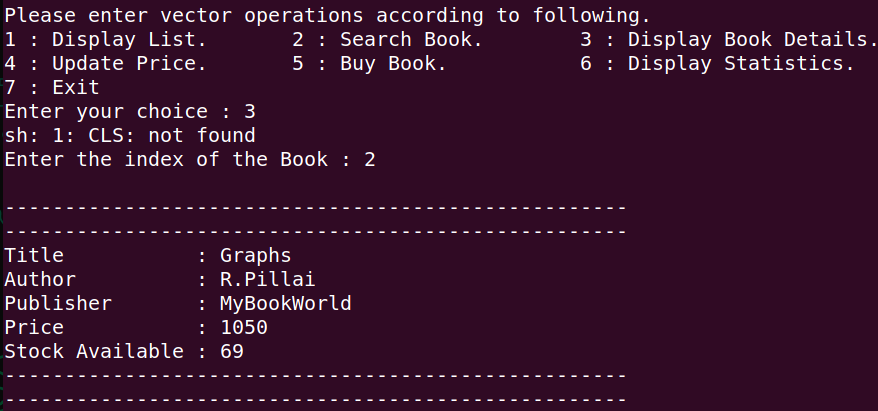 Please enter vector operations according to following.
1 : Display List.       2 : Search Book.        3 : Display Book Details.
4 : Update Price.       5 : Buy Book.           6 : Display Statistics.
7 : Exit
Enter your choice : 3
sh: 1: CLS: not found
Enter the index of the Book : 2

----------------------------------------------------
----------------------------------------------------
Title           : Graphs
Author          : R.Pillai
Publisher       : MyBookWorld
Price           : 1050
Stock Available : 69
----------------------------------------------------
----------------------------------------------------